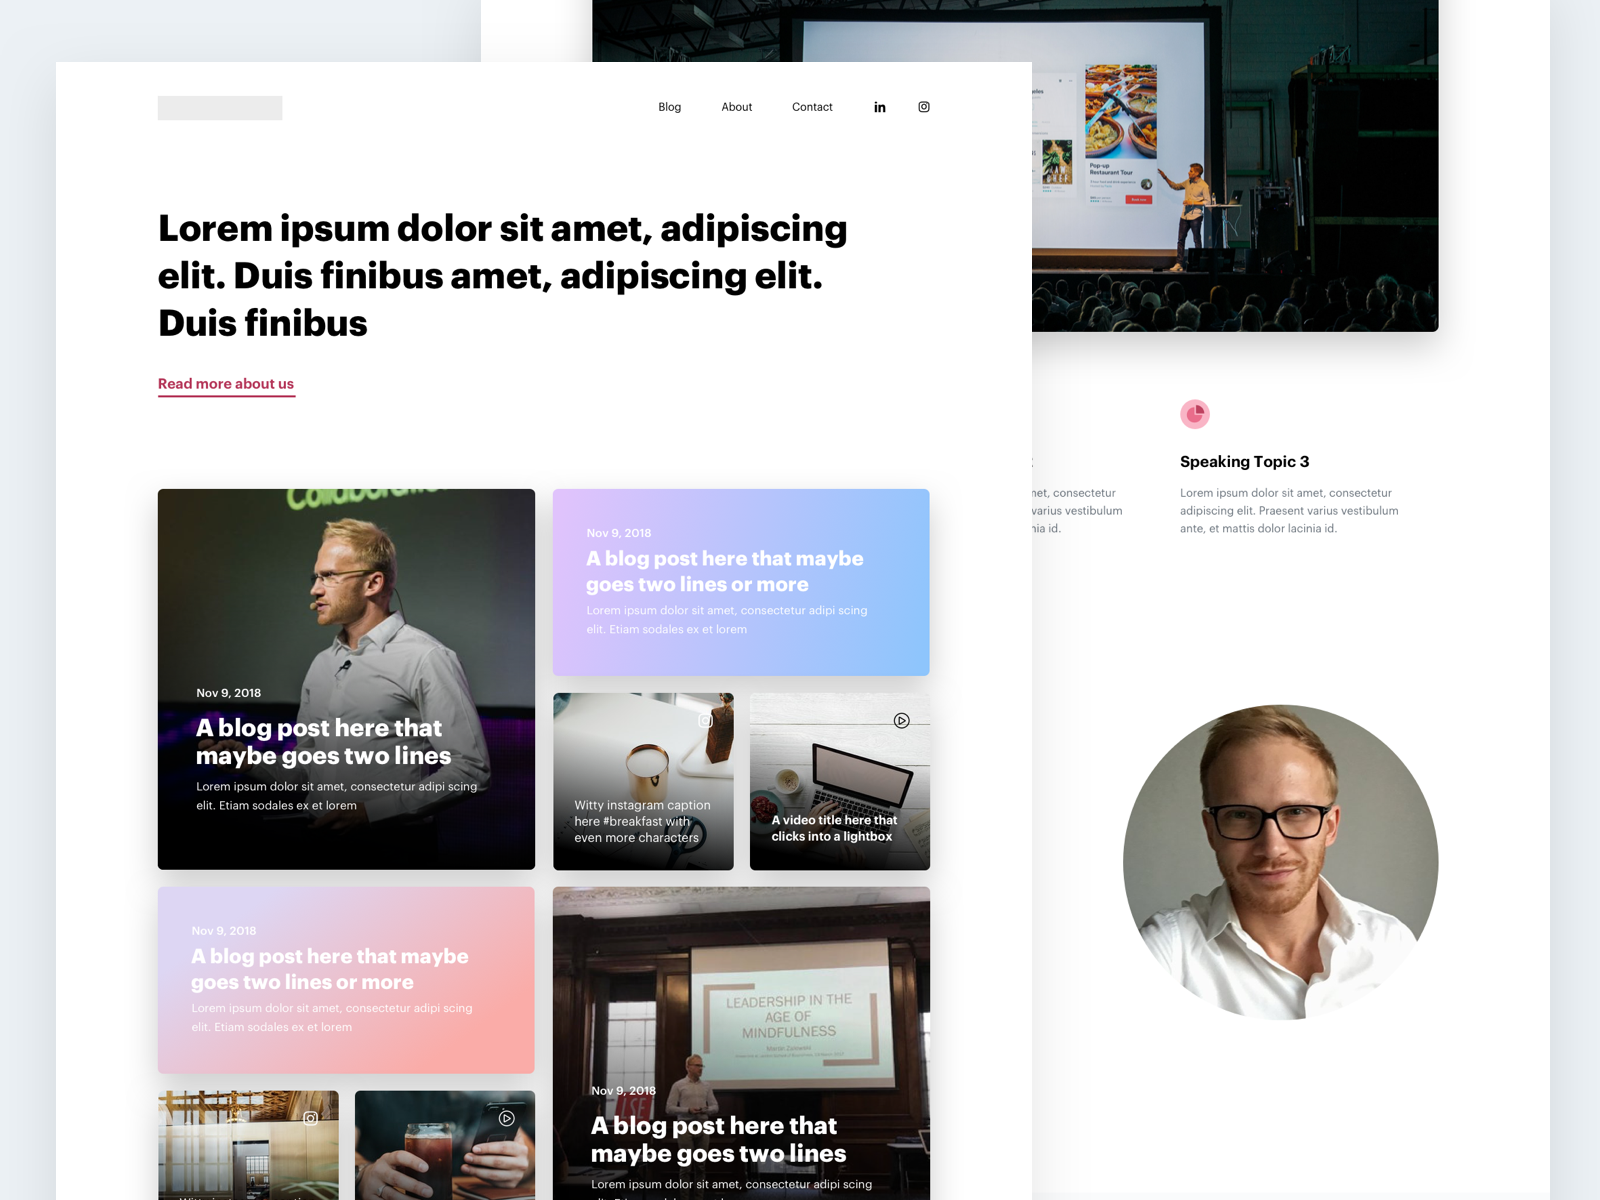 Blog About Contact in
Lorem ipsum dolor sit amet, adipiscing
elit. Duis finibus amet, adipiscing elit.
Duis finibus
Read more about us
Nov 9, 2018
A blog post here that
maybe goes two lines
Lorem ipsum dolor sit amet, consectetur adipi scing
elit. Etiam sodales ex et lorem
Nov 9, 2018
A blog post here that maybe
goes two lines or more
Lorem ipsum dolor sit amet, consectetur adipi scing
elit. Etiam sodales ex et lorem
Witty instagram caption
here #breakfast with
even more characters
A video title here that
clicks into a lightbox
Nov 9, 2018
A blog post here that maybe
goes two lines or more
Lorem ipsum dolor sit amet, consectetur adipi scing
elit. Etiam sodales ex et lorem
LEADERSHIP IN THE
AGE OF
MINDFULNESS
Nov 9, 2018
A blog post here that
maybe goes two lines
Lorem ipsum dolor sit amet, consectetur adipi scing
Pop-up
Restaurant Tour
Speaking Topic 3
Lorem ipsum dolor sit amet, consectetur
adipiscing elit. Praesent varius vestibulum
ante, et mattis dolor lacinia id.
consectetur
varius vestibulum
id.